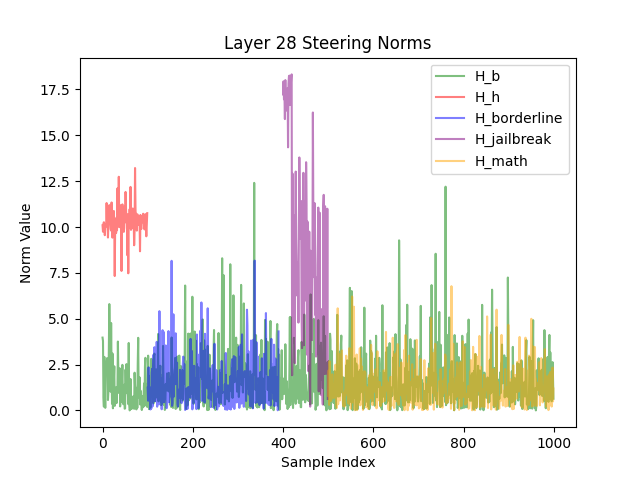 Layer 28 Steering Norms
Norm Value
17.5
15.0
12.5
10.0
7.5
5.0
2.5
0.0
H_b
H_h
H_borderline
H_jailbreak
H_math
0
200
400
600
800
1000
Sample Index